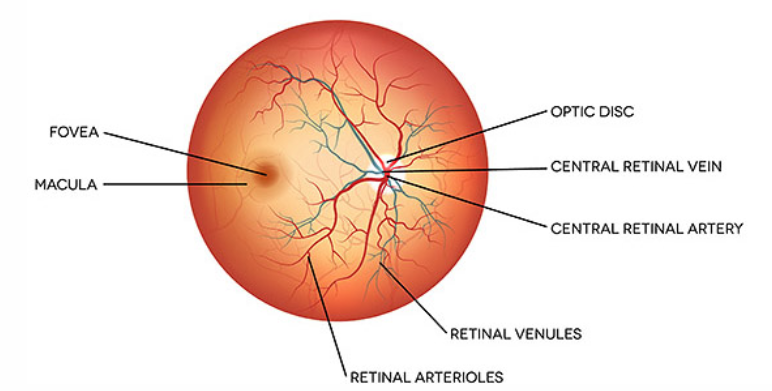 OPTIC DISC
FOVEA
CENTRAL RETINAL VEIN
MACULA
CENTRAL RETINAL ARTERY
RETINAL VENULES
RETINAL ARTERIOLES